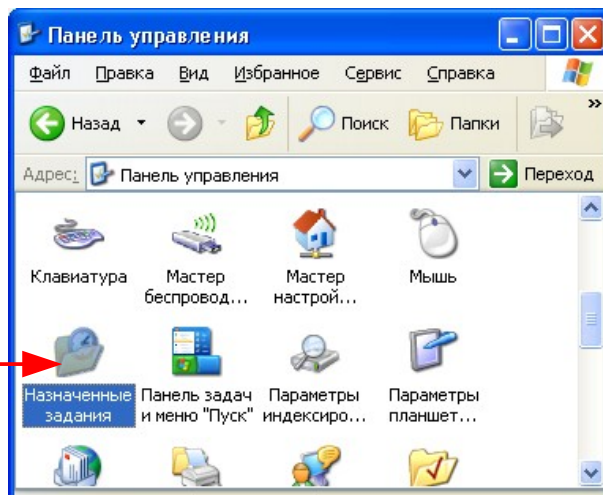 Панель управления
Файл Правка Вид Избранное Сервис Справка
Назад Поиск Папки »
Адрес: Панель управления Переход
Клавиатура Мастер беспровод... Мастер настрой... Мышь
Назначенные задания Панель задач и меню "Пуск" Параметры индексиро... Параметры планшет...